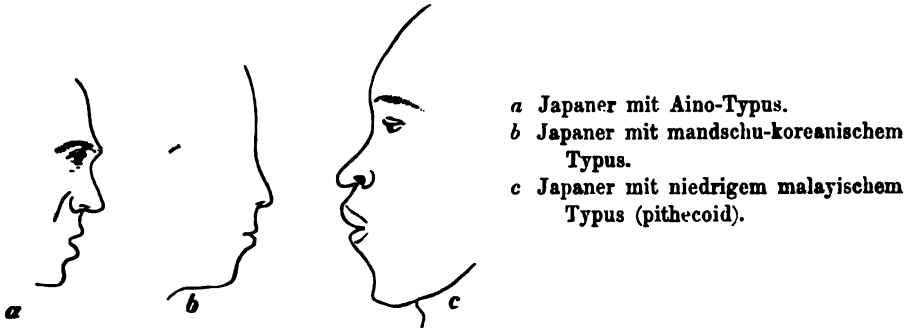 a Japaner mit Aino-Typus.
b Japaner mit mandschu-koreanischem
Typus.
c Japaner mit niedrigem malayischem
Typus (pithecoid).
a
b
c